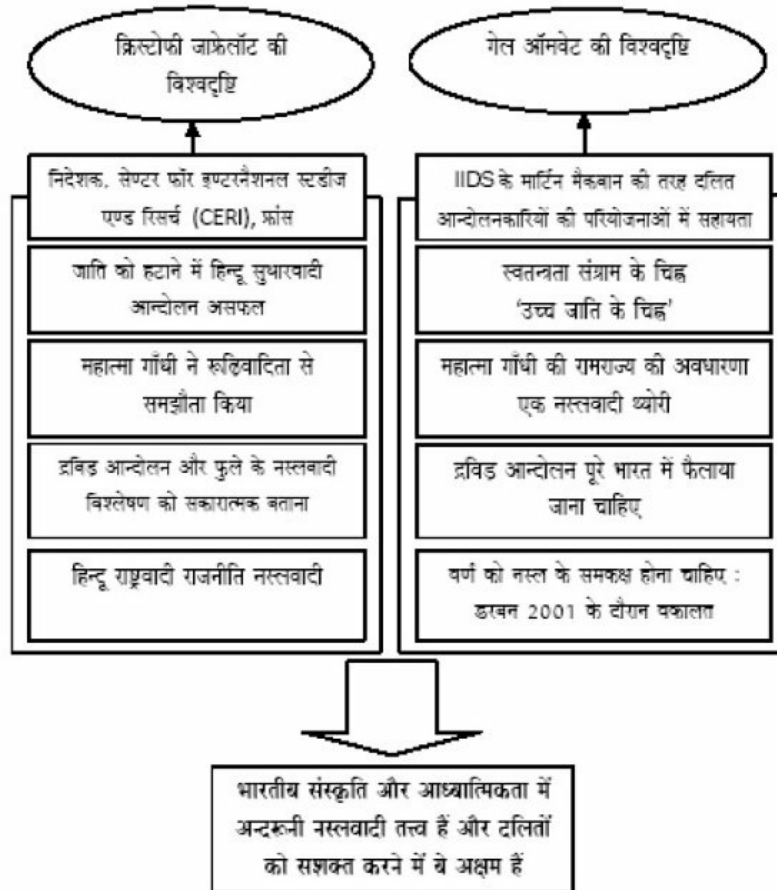 क्रिस्टोफी जाफ्रेलॉट की
विश्वदृष्टि
निदेशक, सेण्टर फॉर इण्टरनैशनल स्टडीज
एण्ड रिसर्च (CERI), फ्रांस
जाति को हटाने में हिन्दू सुधारवादी
आन्दोलन असफल
महात्मा गाँधी ने रूढ़िवादिता से
समझौता किया
द्रविड़ आन्दोलन और फुले के नस्लवादी
विश्लेषण को सकारात्मक बताना
हिन्दू राष्ट्रवादी राजनीति नस्लवादी
गेल ऑमवेट की विश्वदृष्टि
IIDS के मार्टिन मैकवान की तरह दलित
आन्दोलनकारियों की परियोजनाओं में सहायता
स्वतन्त्रता संग्राम के चिह्न
‘उच्च जाति के चिह्न’
महात्मा गाँधी की रामराज्य की अवधारणा
एक नस्लवादी थ्योरी
द्रविड़ आन्दोलन पूरे भारत में फैलाया
जाना चाहिए
वर्ण को नस्ल के समकक्ष होना चाहिए :
डरबन 2001 के दौरान वकालत
भारतीय संस्कृति और आध्यात्मिकता में
अन्दरूनी नस्लवादी तत्त्व हैं और दलितों
को सशक्त करने में वे अक्षम हैं